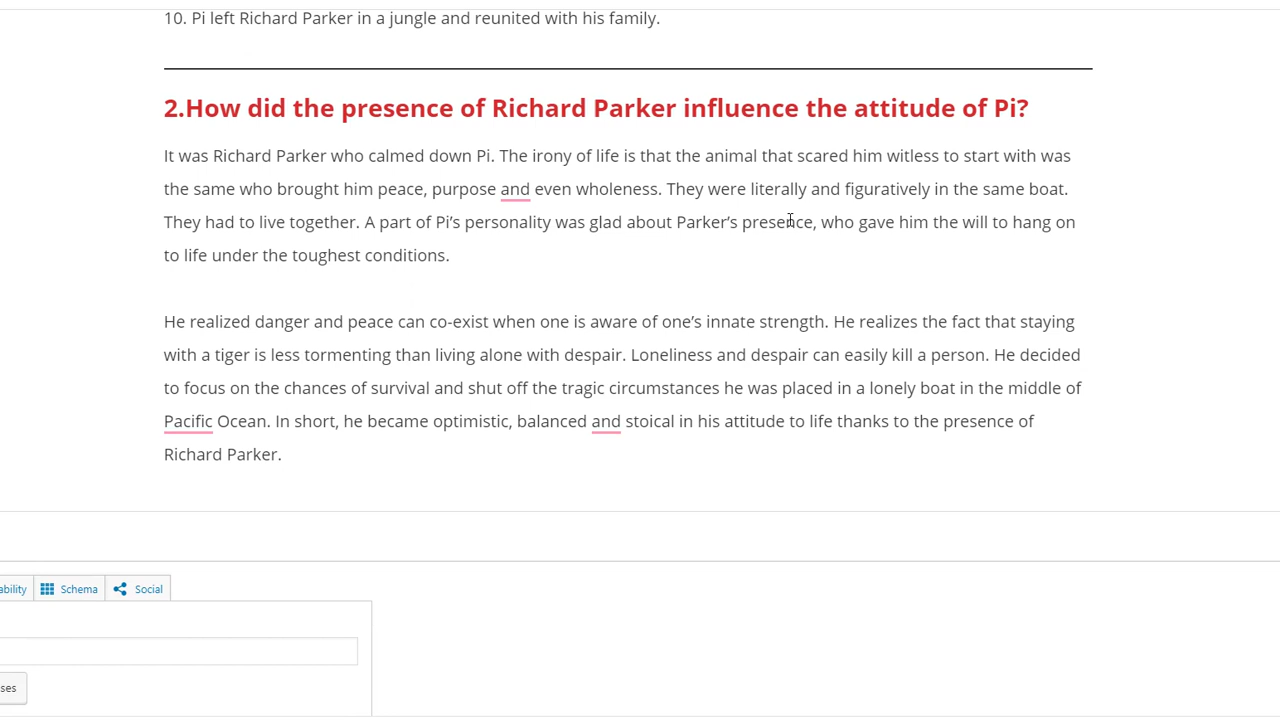 10. Pi left Richard Parker in a jungle and reunited with his family.
2.How did the presence of Richard Parker influence the attitude of Pi?
It was Richard Parker who calmed down Pi. The irony of life is that the animal that scared him witless to start with was
the same who brought him peace, purpose and even wholeness. They were literally and figuratively in the same boat.
They had to live together. A part of Pi’s personality was glad about Parker’s presence, who gave him the will to hang on
to life under the toughest conditions.
He realized danger and peace can co-exist when one is aware of one’s innate strength. He realizes the fact that staying
with a tiger is less tormenting than living alone with despair. Loneliness and despair can easily kill a person. He decided
to focus on the chances of survival and shut off the tragic circumstances he was placed in a lonely boat in the middle of
Pacific Ocean. In short, he became optimistic, balanced and stoical in his attitude to life thanks to the presence of
Richard Parker.
ability Schema Social
ses